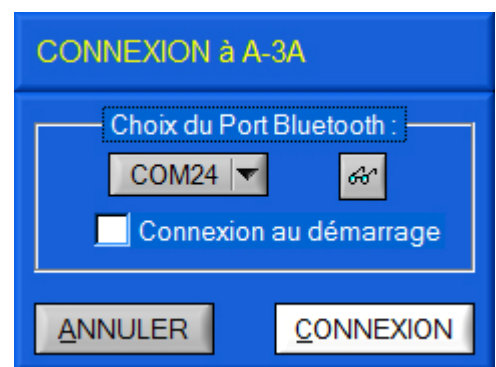 CONNEXION à A-3A
Choix du Port Bluetooth :
COM24
Connexion au démarrage
ANNULER
CONNEXION